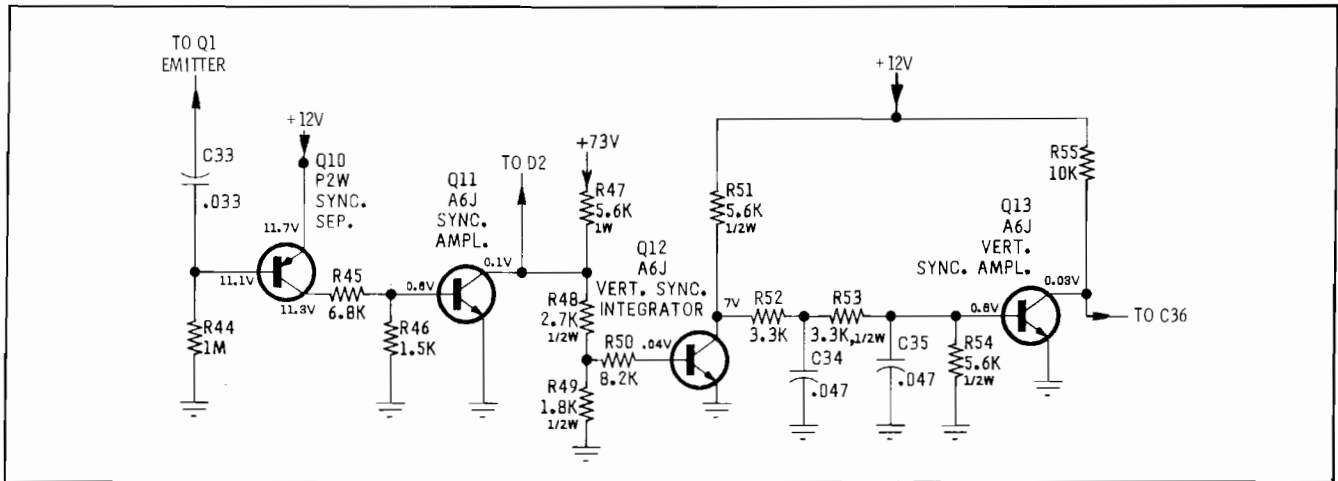 TO Q1
EMITTER
C33
.033
+12V
Q10
P2W
SYNC.
SEP.
11.7V
11.1V
11.3V
R44
1M
R45
6.8K
R46
1.5K
Q11
A6J
SYNC.
AMPL.
0.6V
0.1V
TO D2
+73V
R47
5.6K
1W
R48
2.7K
1/2W
R49
1.8K
1/2W
R50
8.2K
.04V
Q12
A6J
VERT. SYNC.
INTEGRATOR
R51
5.6K
1/2W
7V
+12V
R52
3.3K
R53
3.3K,1/2W
C34
.047
C35
.047
0.6V
R54
5.6K
1/2W
Q13
A6J
VERT.
SYNC. AMPL.
0.03V
R55
10K
TO C36